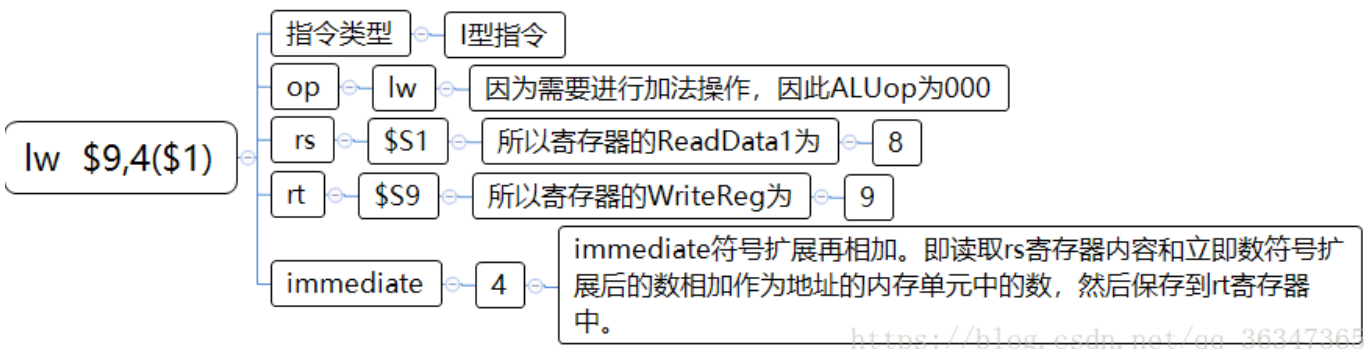 lw $9,4($1)
指令类型
I型指令
op
lw
因为需要进行加法操作，因此ALUop为000
rs
$S1
所以寄存器的ReadData1为
8
rt
$S9
所以寄存器的WriteReg为
9
immediate
4
immediate符号扩展再相加。即读取rs寄存器内容和立即数符号扩
展后的数相加作为地址的内存单元中的数，然后保存到rt寄存器
中。
https://blog.csdn.net/qq_36347365